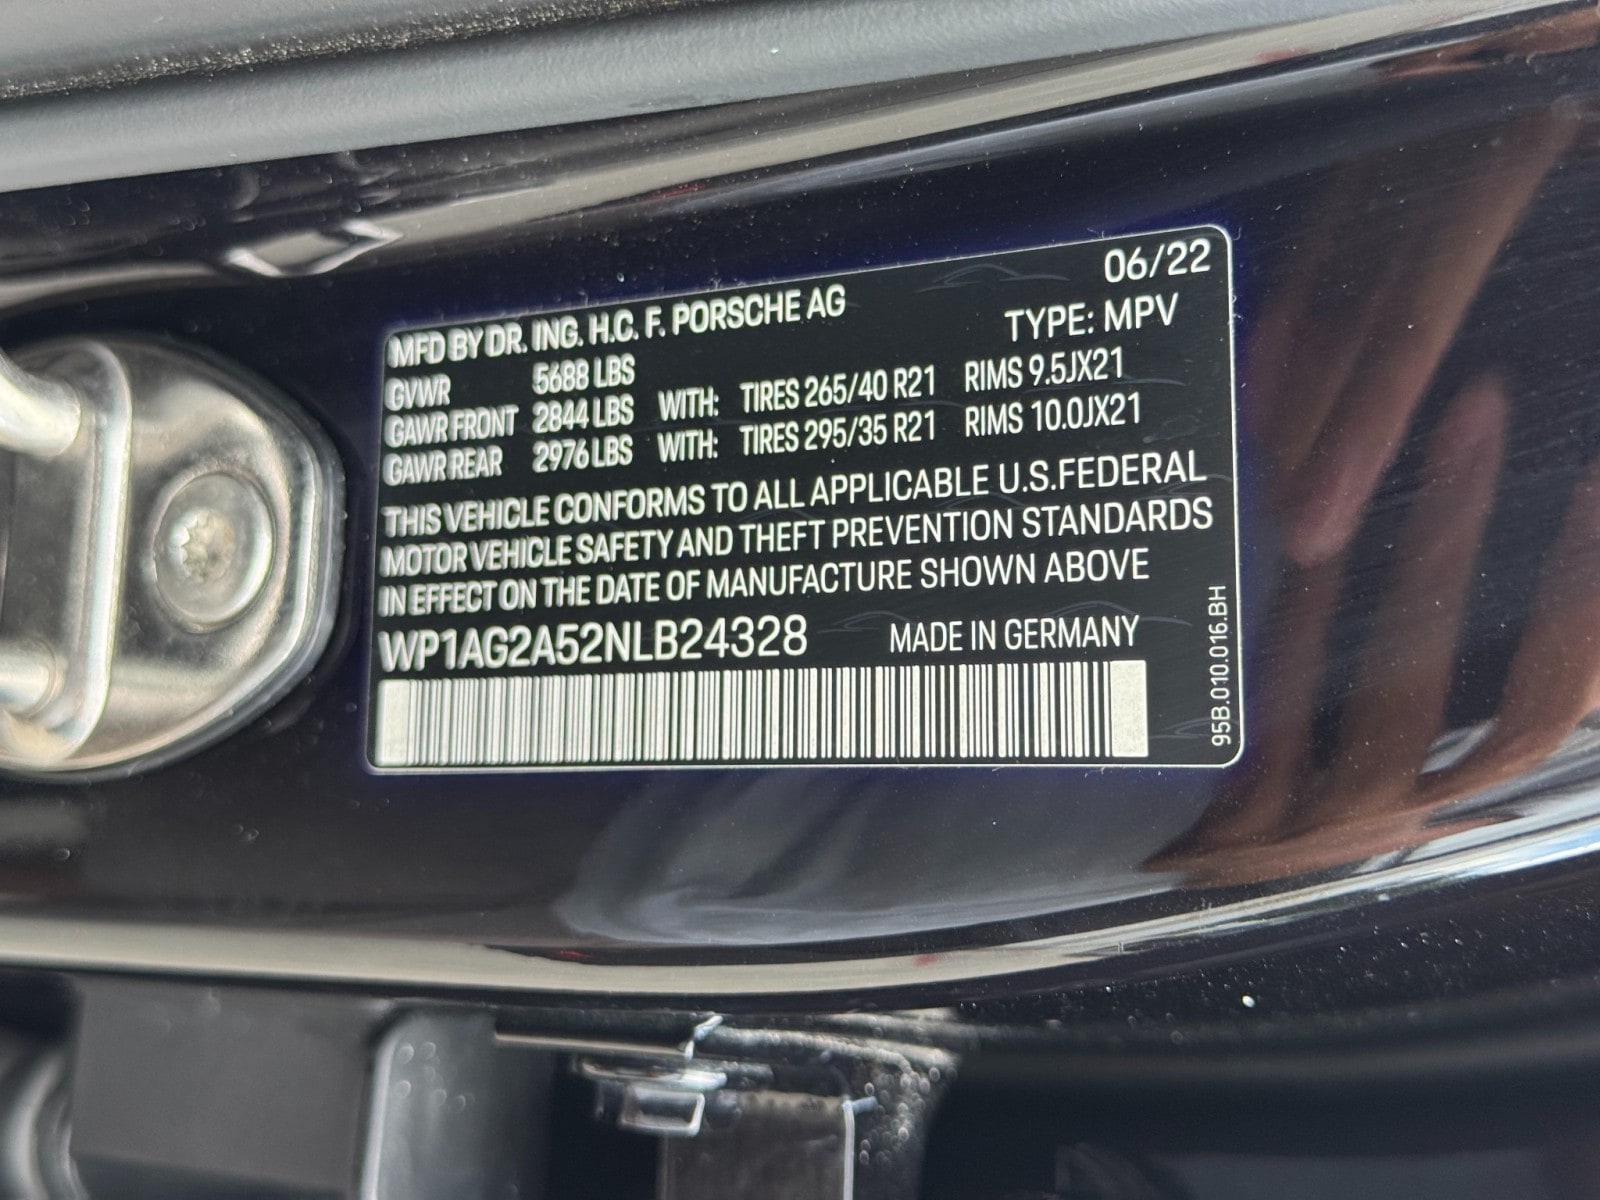 06/22
MFD BY DR. ING. H.C. F. PORSCHE AG TYPE: MPV
GVWR 5688 LBS
GAWR FRONT 2844 LBS WITH: TIRES 265/40 R21 RIMS 9.5JX21
GAWR REAR 2976 LBS WITH: TIRES 295/35 R21 RIMS 10.0JX21
THIS VEHICLE CONFORMS TO ALL APPLICABLE U.S.FEDERAL
MOTOR VEHICLE SAFETY AND THEFT PREVENTION STANDARDS
IN EFFECT ON THE DATE OF MANUFACTURE SHOWN ABOVE
WP1AG2A52NLB24328 MADE IN GERMANY
95B.010.016.BH